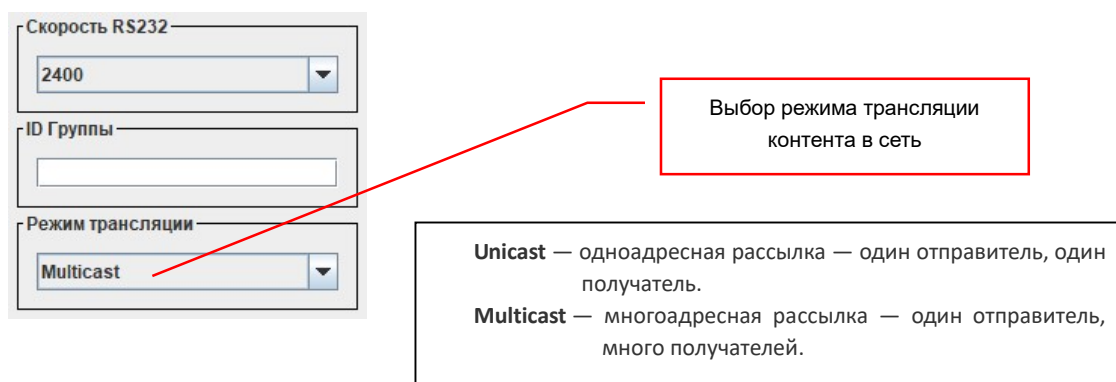 Скорость RS232
2400
ID Группы
Режим трансляции
Multicast
Выбор режима трансляции
контента в сеть
Unicast — одноадресная рассылка — один отправитель, один
получатель.
Multicast — многоадресная рассылка — один отправитель,
много получателей.